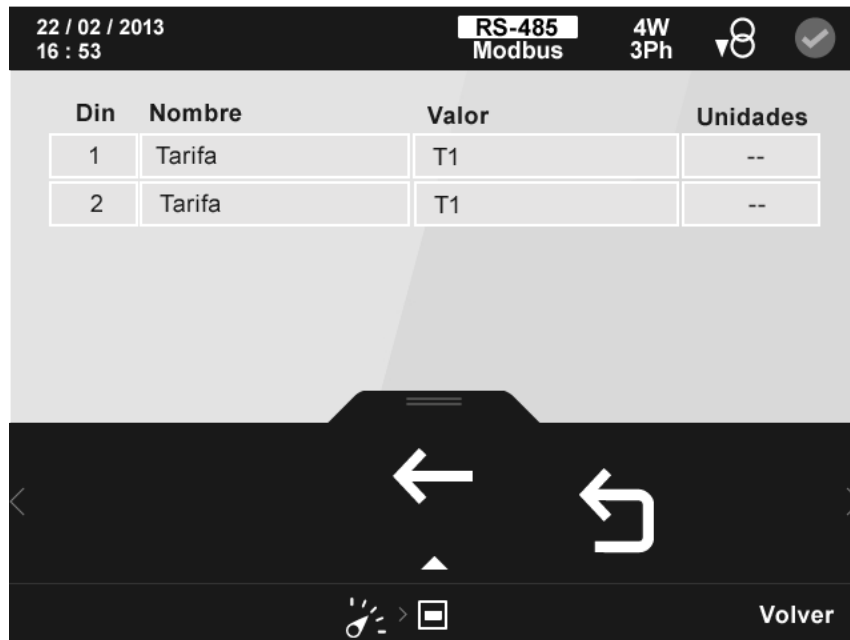 22 / 02 / 2013
16 : 53
RS-485
Modbus
4W
3Ph
Din Nombre Valor Unidades
1 Tarifa T1 --
2 Tarifa T1 --
Volver